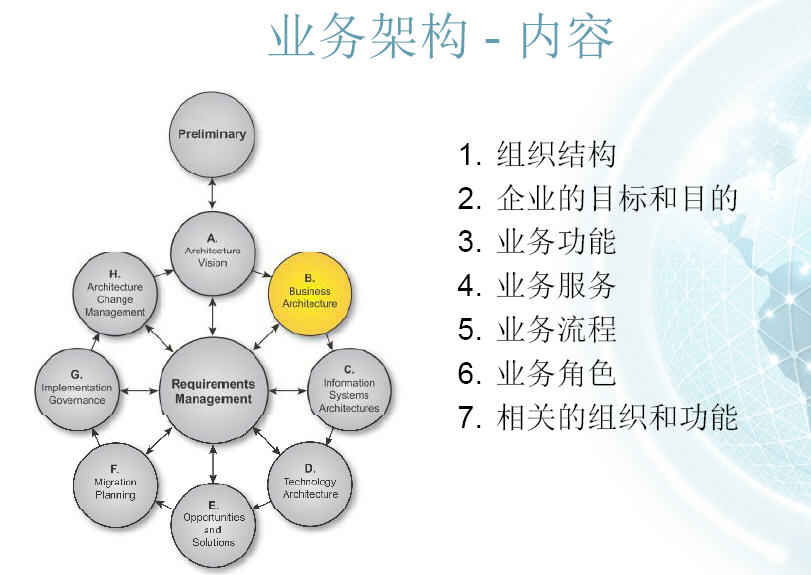 业务架构 - 内容
Preliminary
A.
Architecture
Vision
B.
Business
Architecture
C.
Information
Systems
Architectures
D.
Technology
Architecture
E.
Opportunities
and
Solutions
F.
Migration
Planning
G.
Implementation
Governance
H.
Architecture
Change
Management
Requirements
Management
1. 组织结构
2. 企业的目标和目的
3. 业务功能
4. 业务服务
5. 业务流程
6. 业务角色
7. 相关的组织和功能